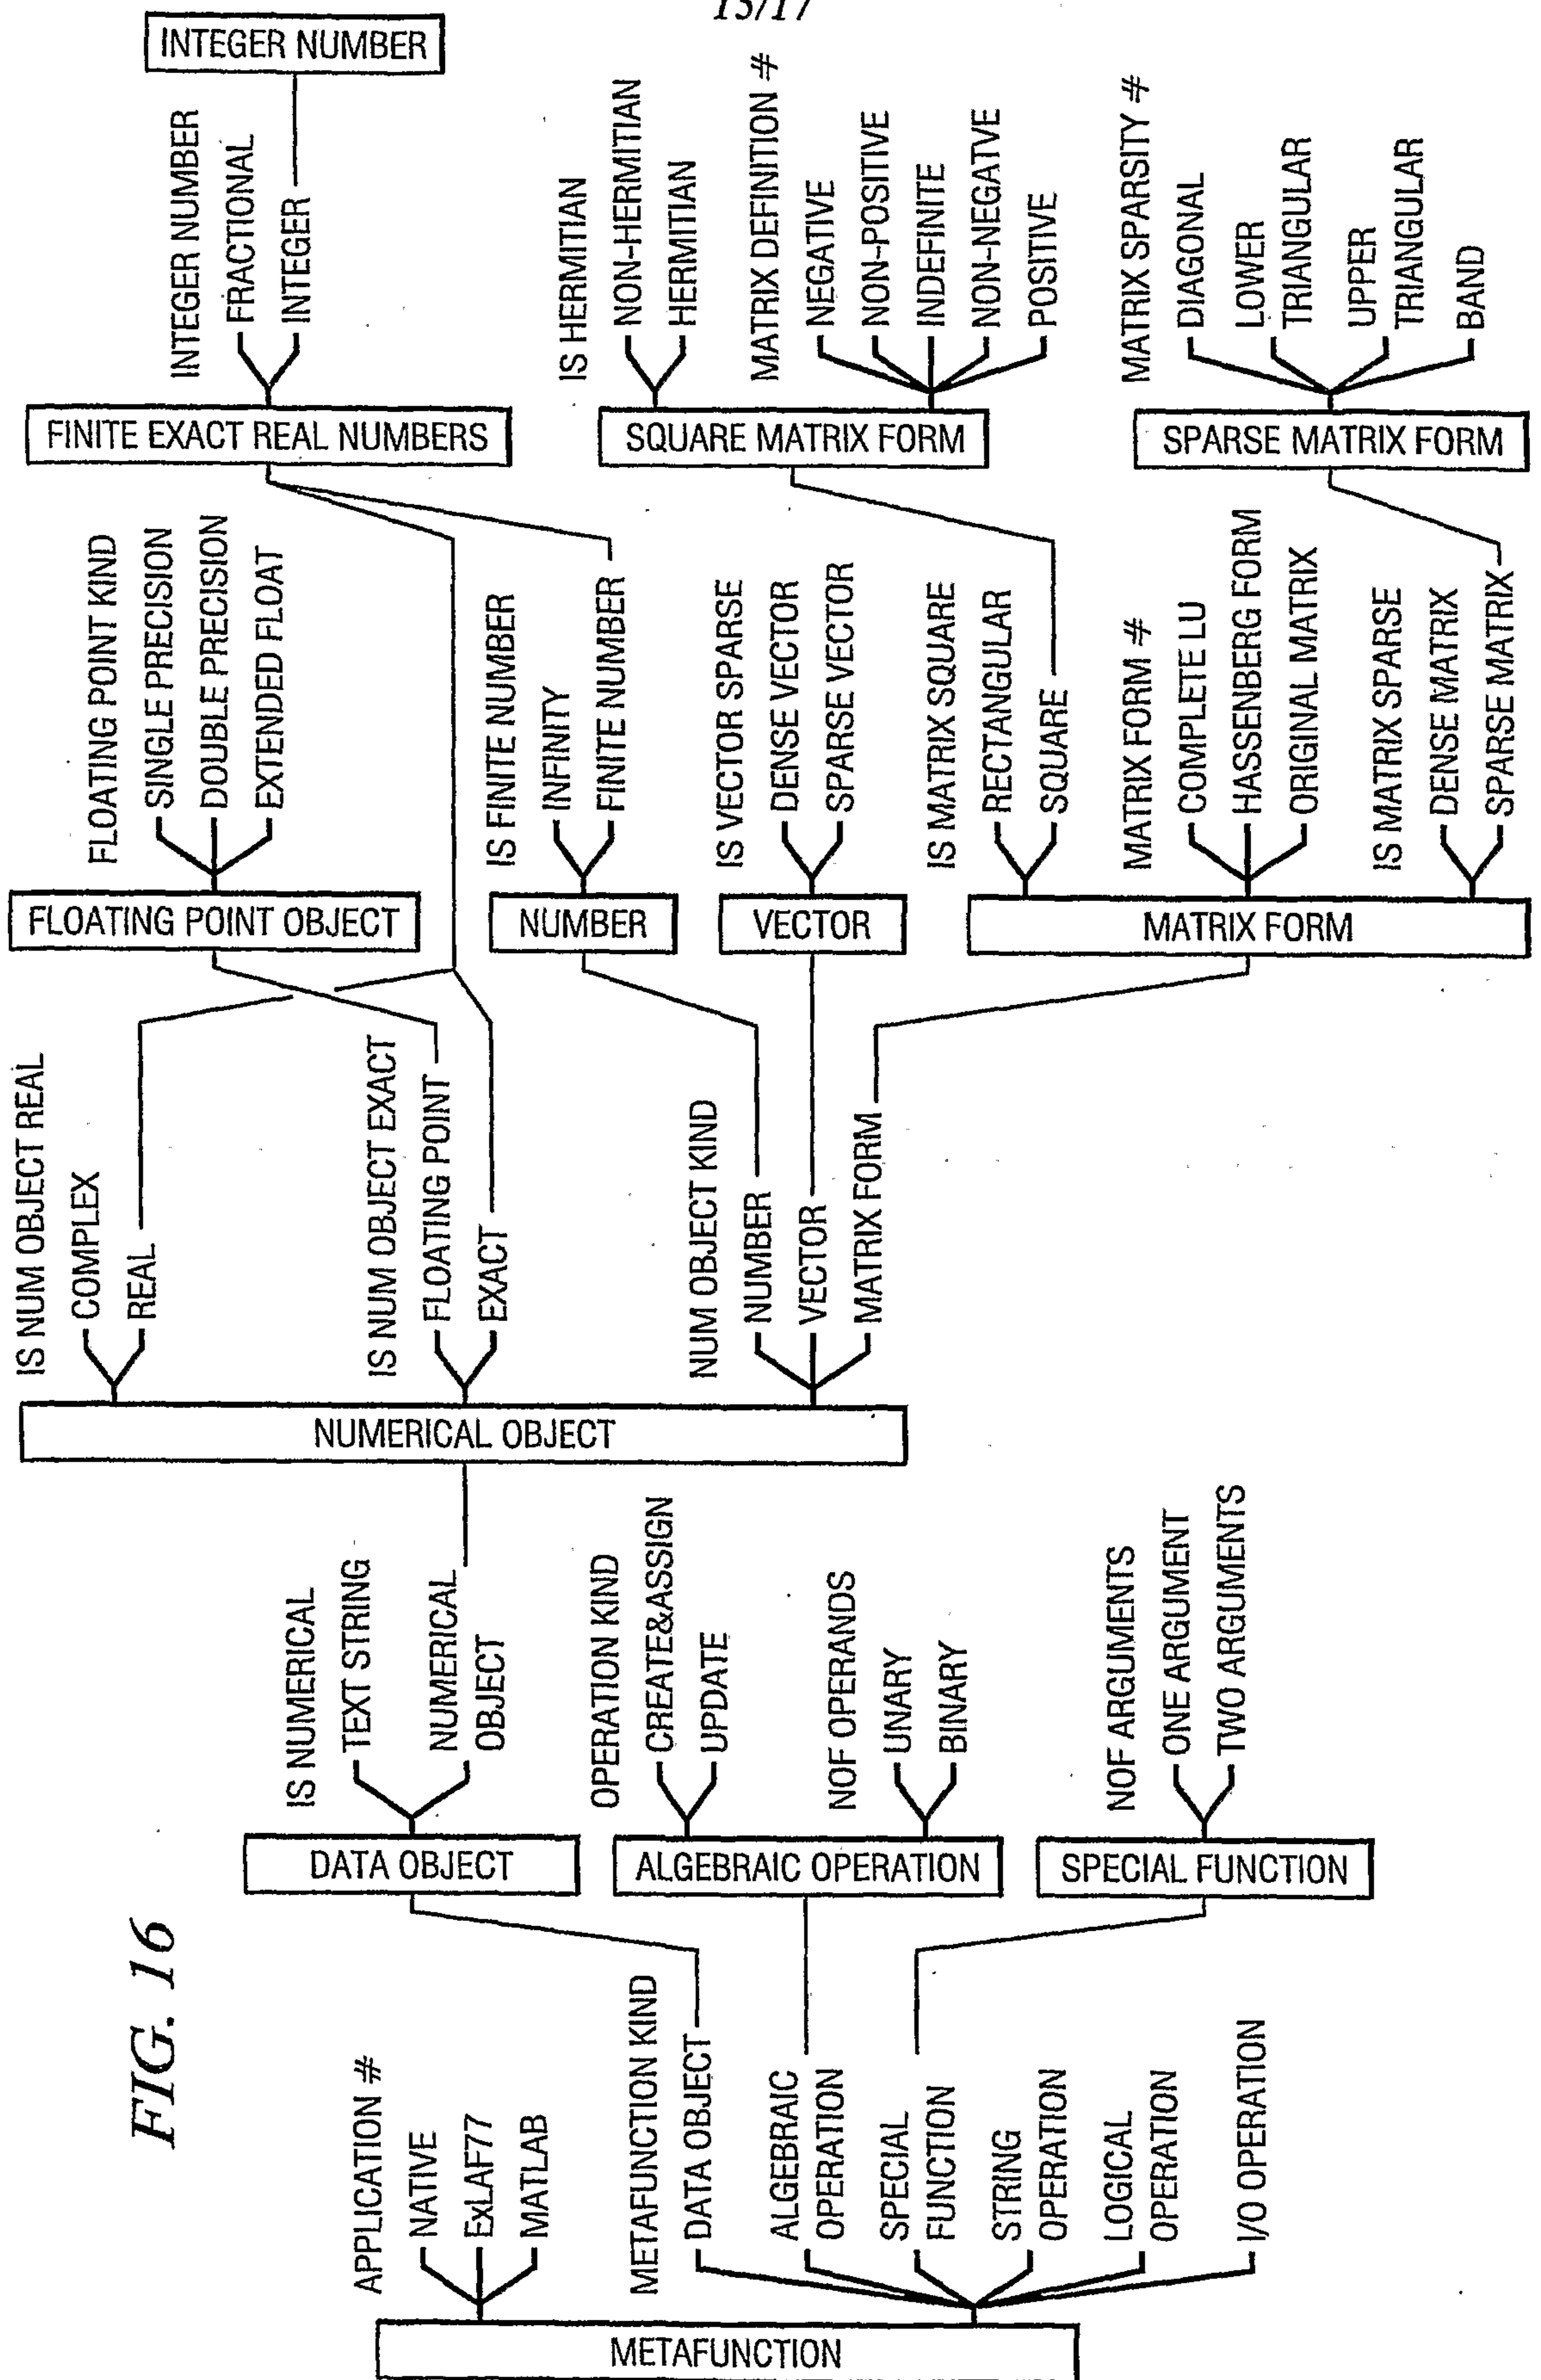 15/17
FIG. 16
METAFUNCTION
APPLICATION #
NATIVE
ExLAF77
MATLAB
METAFUNCTION KIND
DATA OBJECT
ALGEBRAIC
OPERATION
SPECIAL
FUNCTION
STRING
OPERATION
LOGICAL
OPERATION
I/O OPERATION
DATA OBJECT
IS NUMERICAL
TEXT STRING
NUMERICAL
OBJECT
ALGEBRAIC OPERATION
OPERATION KIND
CREATE&ASSIGN
UPDATE
NOF OPERANDS
UNARY
BINARY
SPECIAL FUNCTION
NOF ARGUMENTS
ONE ARGUMENT
TWO ARGUMENTS
NUMERICAL OBJECT
IS NUM OBJECT REAL
COMPLEX
REAL
IS NUM OBJECT EXACT
FLOATING POINT
EXACT
NUM OBJECT KIND
NUMBER
VECTOR
MATRIX FORM
FLOATING POINT OBJECT
FLOATING POINT KIND
SINGLE PRECISION
DOUBLE PRECISION
EXTENDED FLOAT
NUMBER
IS FINITE NUMBER
INFINITY
FINITE NUMBER
VECTOR
IS VECTOR SPARSE
DENSE VECTOR
SPARSE VECTOR
MATRIX FORM
IS MATRIX SQUARE
RECTANGULAR
SQUARE
MATRIX FORM #
COMPLETE LU
HASSENBERG FORM
ORIGINAL MATRIX
IS MATRIX SPARSE
DENSE MATRIX
SPARSE MATRIX
FINITE EXACT REAL NUMBERS
INTEGER NUMBER
FRACTIONAL
INTEGER
INTEGER NUMBER
SQUARE MATRIX FORM
IS HERMITIAN
NON-HERMITIAN
HERMITIAN
MATRIX DEFINITION #
NEGATIVE
NON-POSITIVE
INDEFINITE
NON-NEGATVE
POSITIVE
SPARSE MATRIX FORM
MATRIX SPARSITY #
DIAGONAL
LOWER
TRIANGULAR
UPPER
TRIANGULAR
BAND